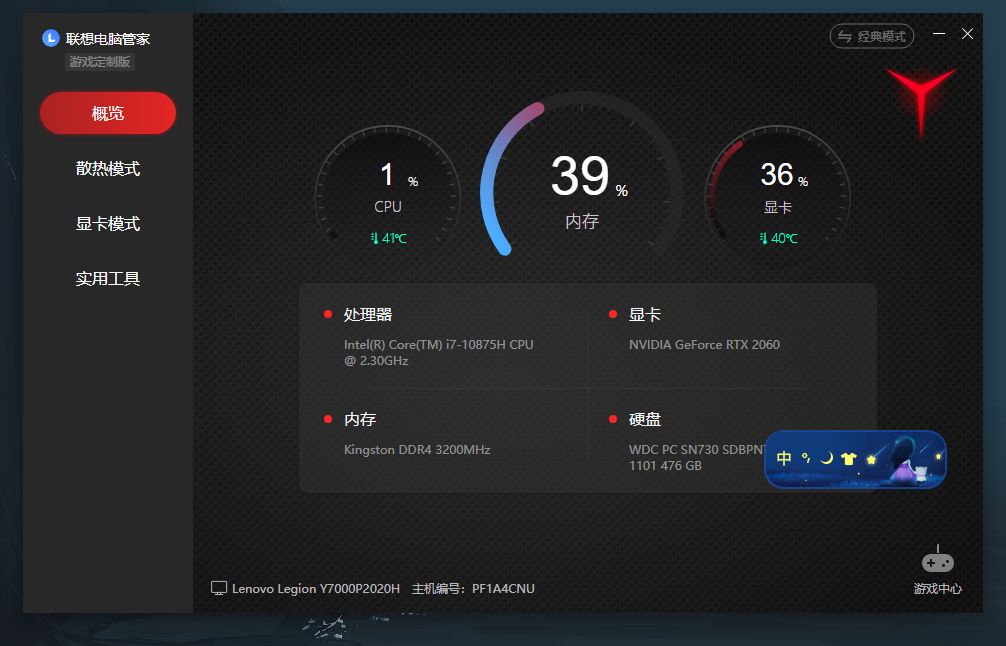 联想电脑管家
游戏定制版
经典模式
概览
散热模式
显卡模式
实用工具
1 %
CPU
41℃
39 %
内存
36 %
显卡
40℃
处理器
Intel(R) Core(TM) i7-10875H CPU
@ 2.30GHz
显卡
NVIDIA GeForce RTX 2060
内存
Kingston DDR4 3200MHz
硬盘
WDC PC SN730
1101 476 GB
中
Lenovo Legion Y7000P2020H 主机编号：PF1A4CNU
游戏中心